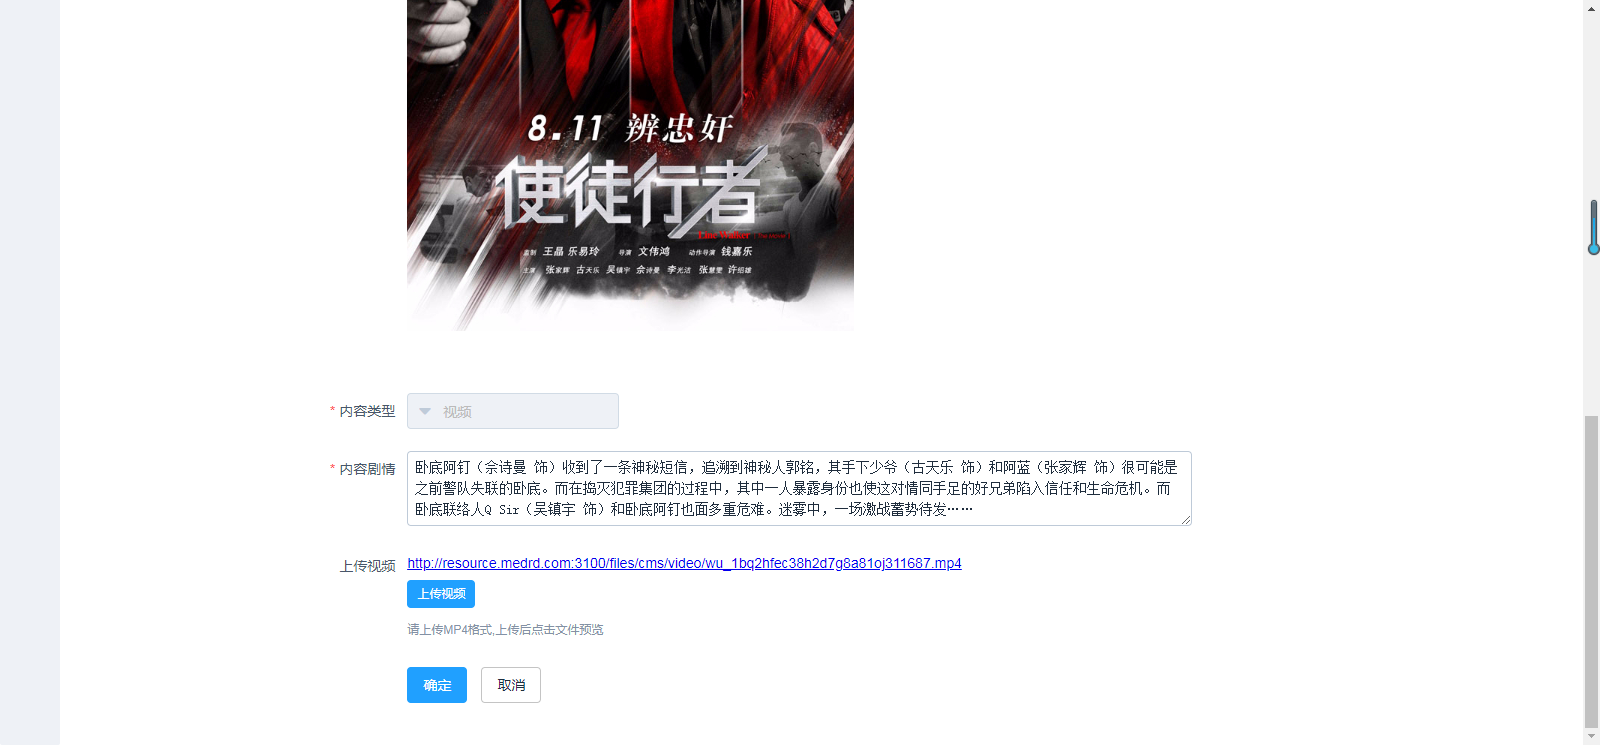 8.11 辨忠奸
使徒行者
监制 王晶 乐易玲 导演 文伟鸿 动作导演 钱嘉乐
主演 张家辉 古天乐 吴镇宇 佘诗曼 李光洁 张慧雯 许绍雄
* 内容类型 视频
* 内容剧情 卧底阿钉（佘诗曼 饰）收到了一条神秘短信，追溯到神秘人郭铭，其手下少爷（古天乐 饰）和阿蓝（张家辉 饰）很可能是
之前警队失联的卧底。而在捣灭犯罪集团的过程中，其中一人暴露身份也使这对情同手足的好兄弟陷入信任和生命危机。而
卧底联络人Q Sir（吴镇宇 饰）和卧底阿钉也面多重危难。迷雾中，一场激战蓄势待发……
上传视频 http://resource.medrd.com:3100/files/cms/video/wu_1bq2hfec38h2d7g8a81oj311687.mp4
上传视频
请上传MP4格式,上传后点击文件预览
确定 取消